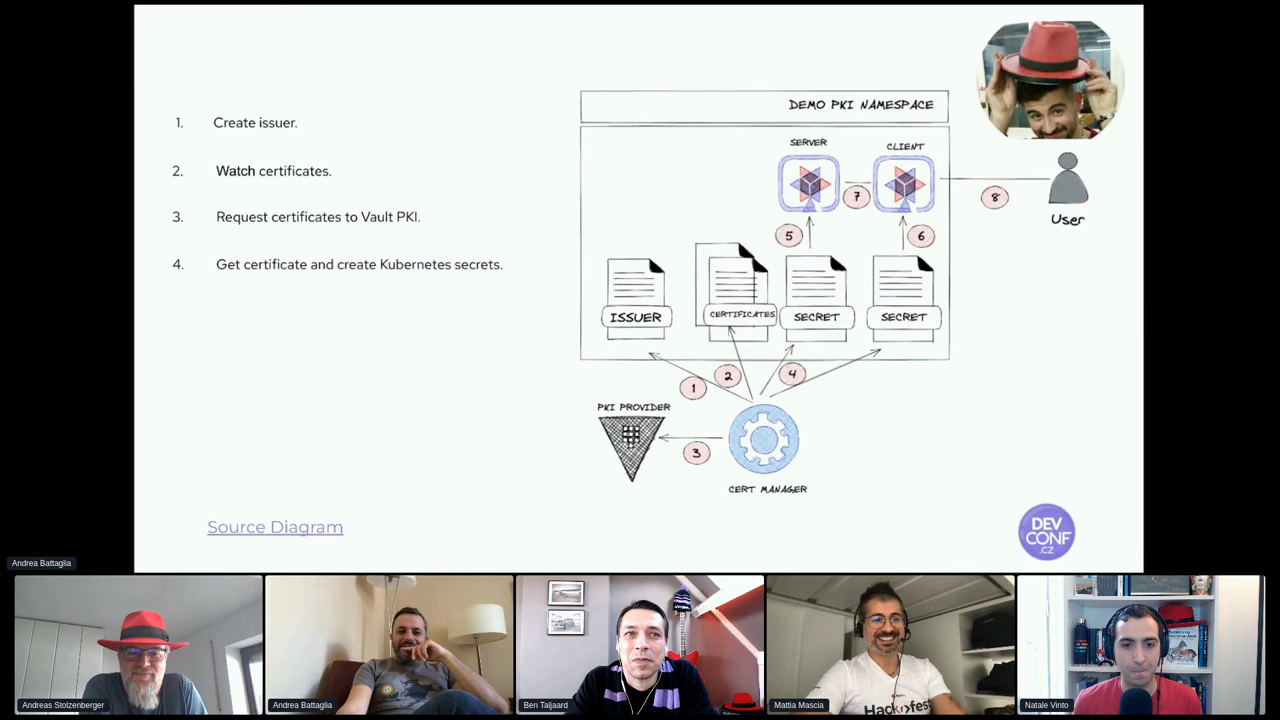 DEMO PKI NAMESPACE
1. Create issuer.
2. Watch certificates.
3. Request certificates to Vault PKI.
4. Get certificate and create Kubernetes secrets.
SERVER
CLIENT
7
8
User
5
6
ISSUER
CERTIFICATES
SECRET
SECRET
1
2
4
PKI PROVIDER
3
CERT MANAGER
Source Diagram
DEV
CONF
.CZ
Andrea Battaglia
Andreas Stolzenberger
Andrea Battaglia
Ben Taljaard
Mattia Mascia
Natale Vinto